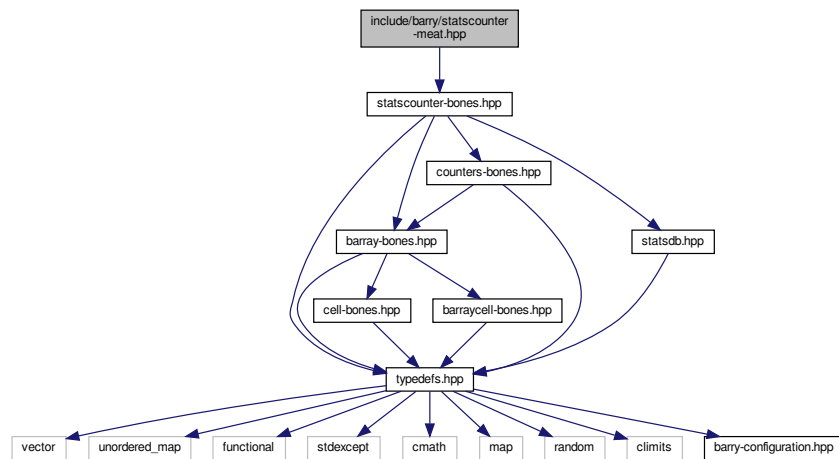 include/barry/statscounter
-meat.hpp
statscounter-bones.hpp
counters-bones.hpp
barray-bones.hpp
statsdb.hpp
cell-bones.hpp
barraycell-bones.hpp
typedefs.hpp
vector
unordered_map
functional
stdexcept
cmath
map
random
climits
barry-configuration.hpp